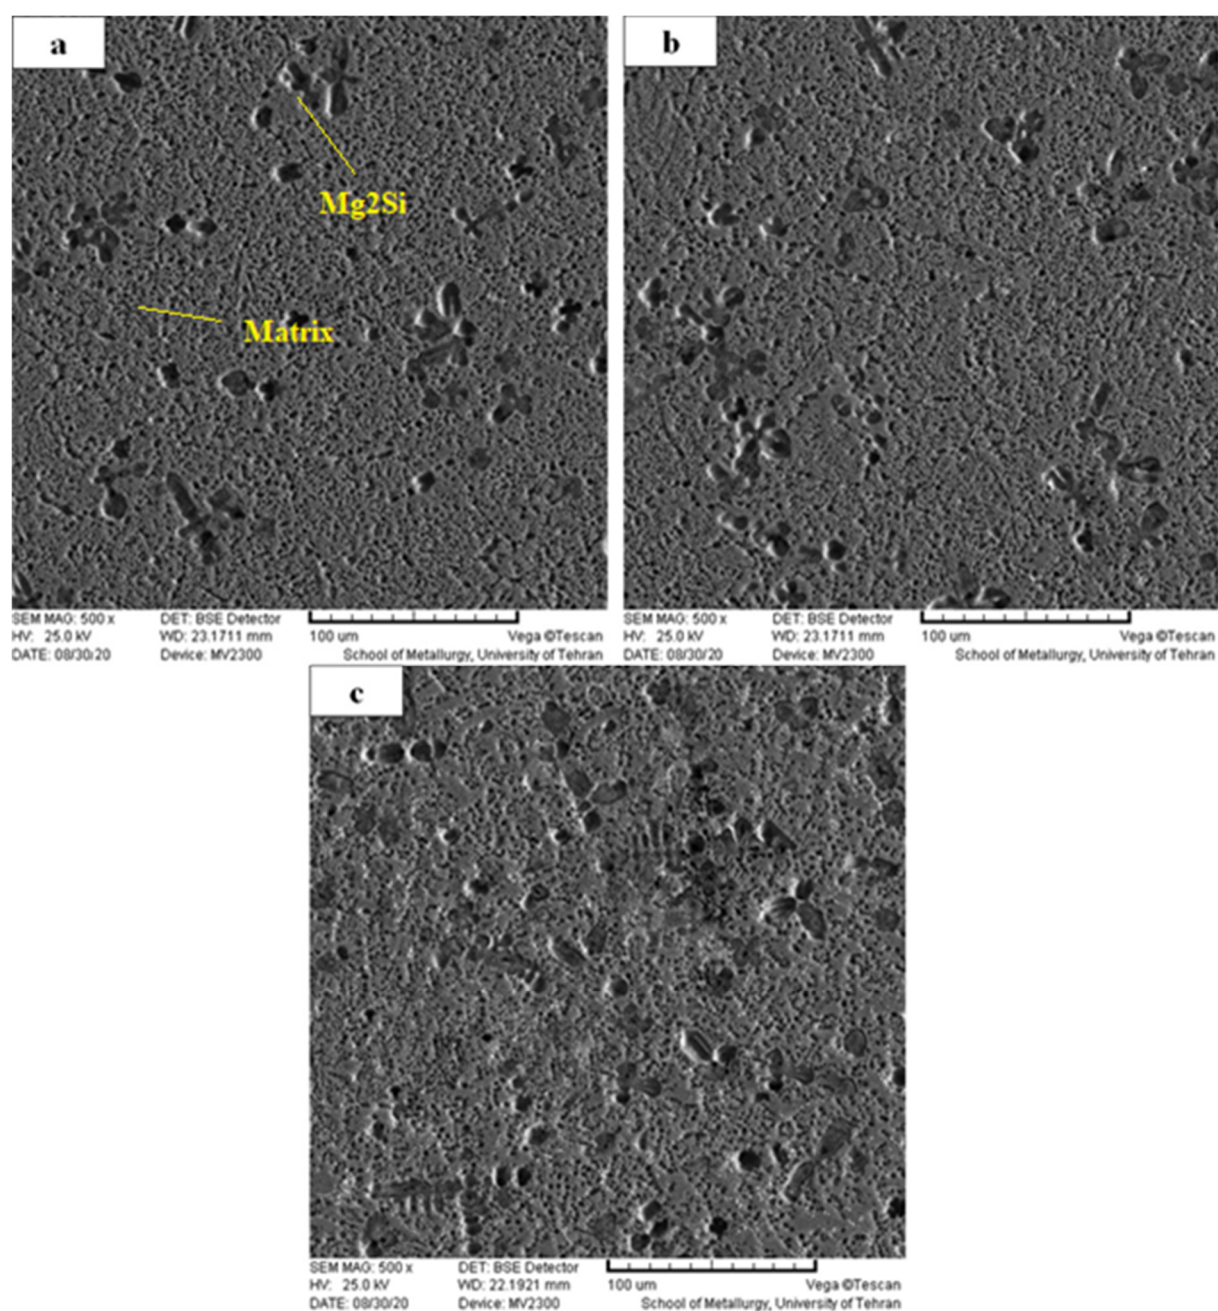 a
b
Mg2Si
Matrix
SEM MAG: 500 x DET: BSE Detector
HV: 25.0 kV WD: 23.1711 mm 100 um Vega ©Tescan
DATE: 08/30/20 Device: MV2300 School of Metallurgy, University of Tehran
SEM MAG: 500 x DET: BSE Detector
HV: 25.0 kV WD: 23.1711 mm 100 um Vega ©Tescan
DATE: 08/30/20 Device: MV2300 School of Metallurgy, University of Tehran
c
SEM MAG: 500 x DET: BSE Detector
HV: 25.0 kV WD: 22.1921 mm 100 um Vega ©Tescan
DATE: 08/30/20 Device: MV2300 School of Metallurgy, University of Tehran